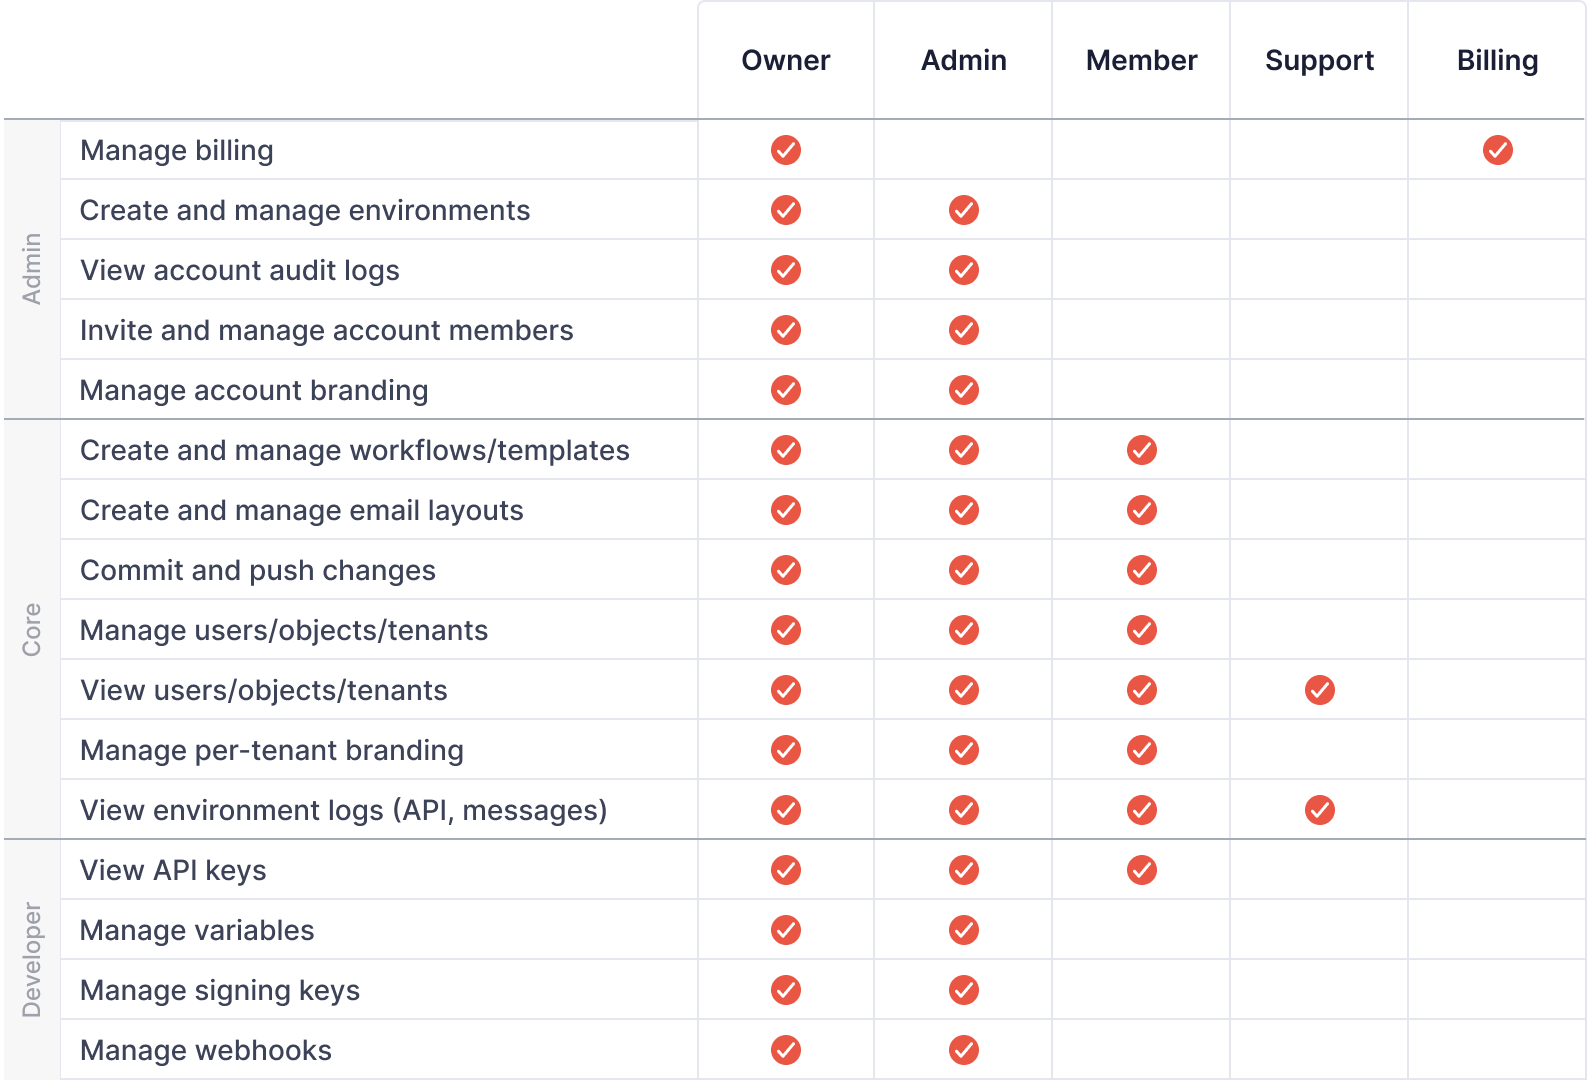 Owner Admin Member Support Billing
Admin
Manage billing
Create and manage environments
View account audit logs
Invite and manage account members
Manage account branding
Core
Create and manage workflows/templates
Create and manage email layouts
Commit and push changes
Manage users/objects/tenants
View users/objects/tenants
Manage per-tenant branding
View environment logs (API, messages)
Developer
View API keys
Manage variables
Manage signing keys
Manage webhooks